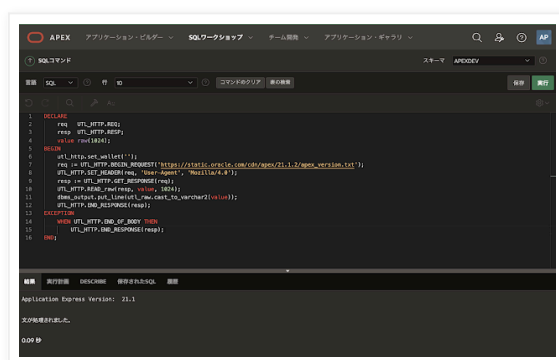 APEX アプリケーション・ビルダー SQLワークショップ チーム開発 アプリケーション・ギャラリ AP
SQLコマンド スキーマ APEXDEV
言語 SQL 行 10 コマンドのクリア 表の検索 保存 実行
1 DECLARE
2 req UTL_HTTP.REQ;
3 resp UTL_HTTP.RESP;
4 value raw(1024);
5 BEGIN
6 utl_http.set_wallet('');
7 req := UTL_HTTP.BEGIN_REQUEST('https://static.oracle.com/cdn/apex/21.1.2/apex_version.txt');
8 UTL_HTTP.SET_HEADER(req, 'User-Agent', 'Mozilla/4.0');
9 resp := UTL_HTTP.GET_RESPONSE(req);
10 UTL_HTTP.READ_raw(resp, value, 1024);
11 dbms_output.put_line(utl_raw.cast_to_varchar2(value));
12 UTL_HTTP.END_RESPONSE(resp);
13 EXCEPTION
14 WHEN UTL_HTTP.END_OF_BODY THEN
15 UTL_HTTP.END_RESPONSE(resp);
16 END;
結果 実行計画 DESCRIBE 保存されたSQL 履歴
Application Express Version: 21.1
文が処理されました。
0.09 秒